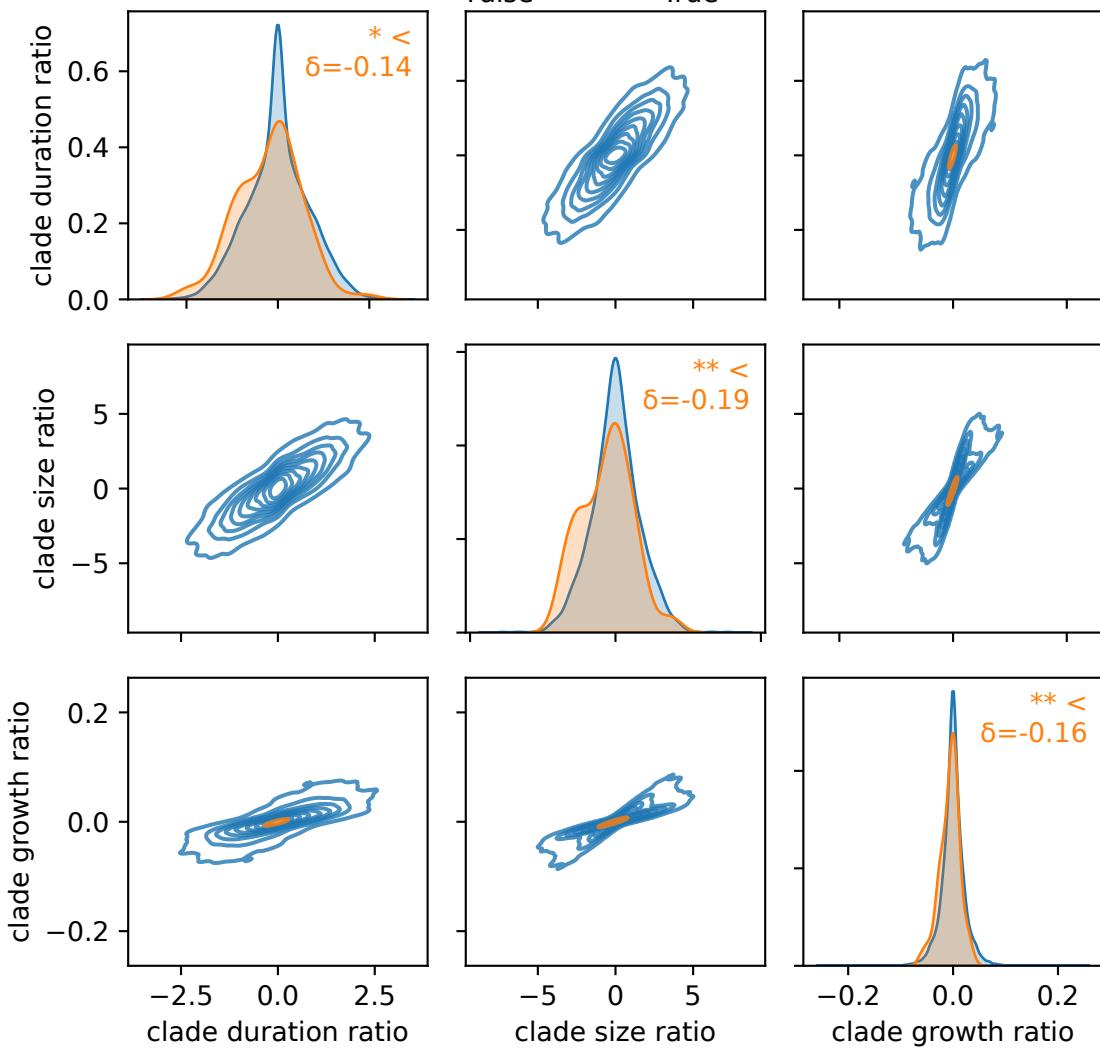 clade duration ratio
0.6
0.4
0.2
0.0
* <
δ=-0.14
clade size ratio
5
0
−5
** <
δ=-0.19
clade growth ratio
0.2
0.0
−0.2
** <
δ=-0.16
−2.5 0.0 2.5
−5 0 5
−0.2 0.0 0.2
clade duration ratio
clade size ratio
clade growth ratio